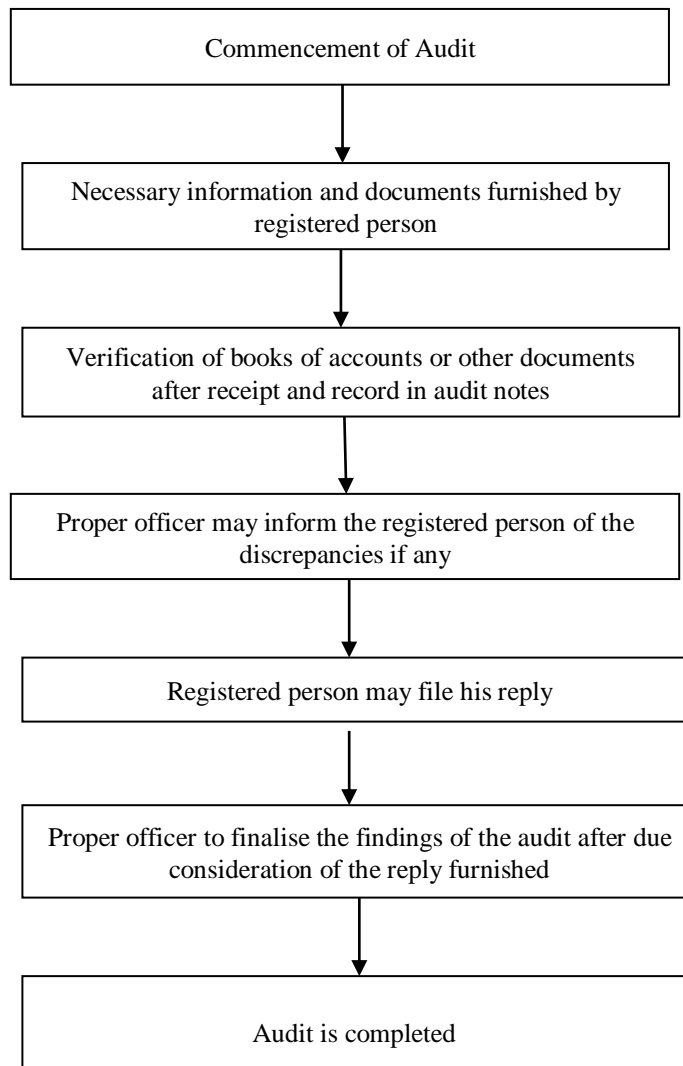 Commencement of Audit
Necessary information and documents furnished by
registered person
Verification of books of accounts or other documents
after receipt and record in audit notes
Proper officer may inform the registered person of the
discrepancies if any
Registered person may file his reply
Proper officer to finalise the findings of the audit after due
consideration of the reply furnished
Audit is completed